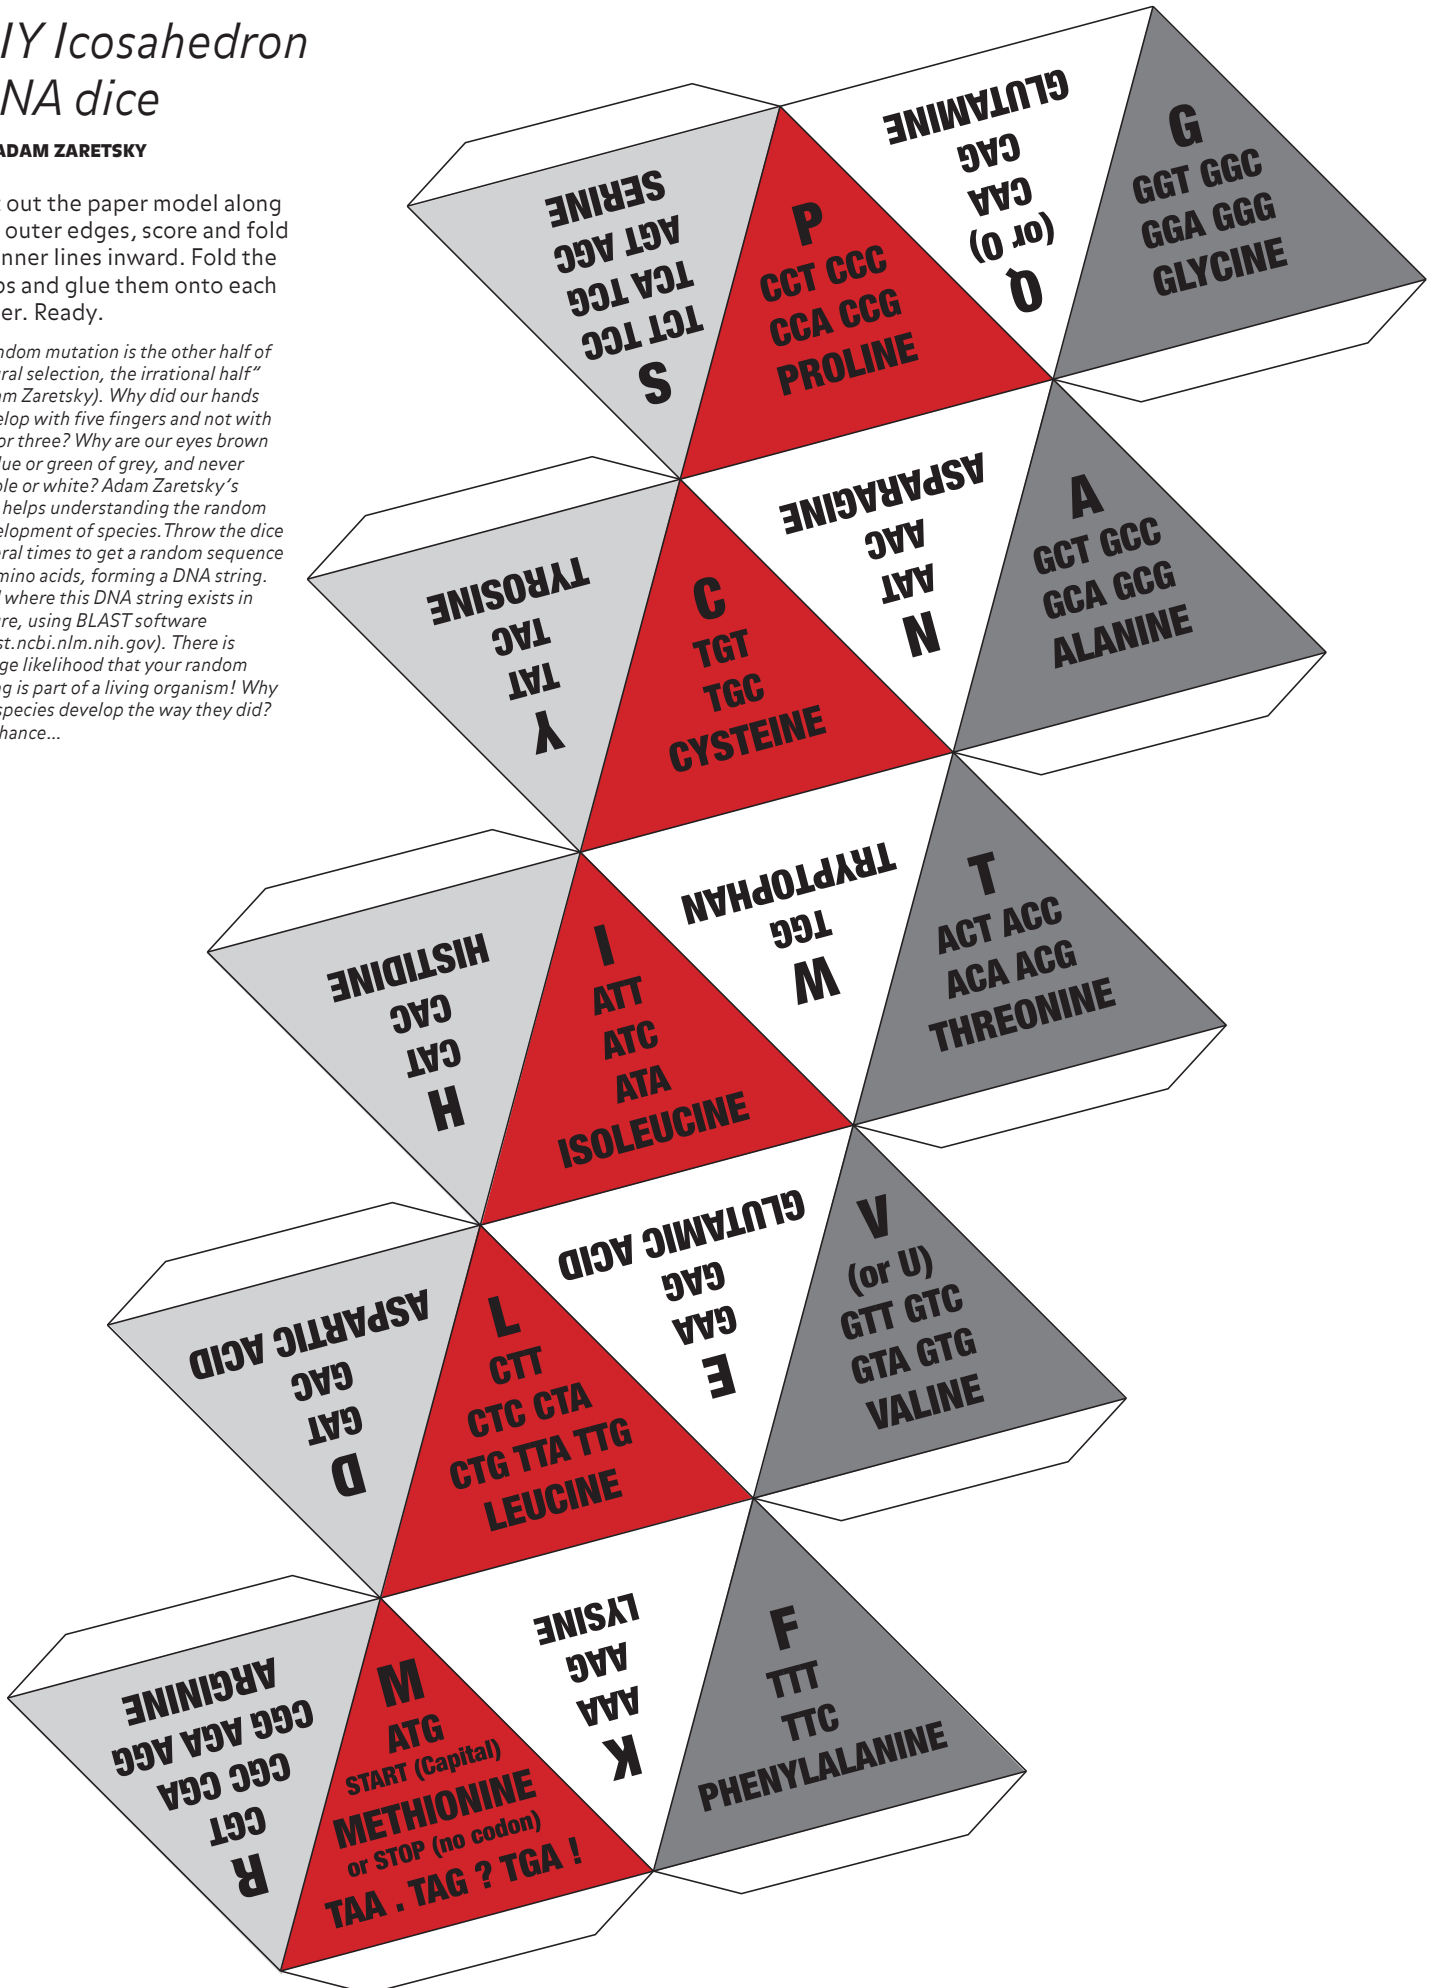 IY Icosahedron
NA dice
ADAM ZARETSKY
t out the paper model along
outer edges, score and fold
nner lines inward. Fold the
os and glue them onto each
er. Ready.
ndom mutation is the other half of
ural selection, the irrational half”
am Zaretsky). Why did our hands
elop with five fingers and not with
or three? Why are our eyes brown
lue or green of grey, and never
ple or white? Adam Zaretsky’s
helps understanding the random
elopment of species.Throw the dice
eral times to get a random sequence
mino acids, forming a DNA string.
where this DNA string exists in
ure, using BLAST software
st.ncbi.nlm.nih.gov). There is
ge likelihood that your random
ng is part of a living organism! Why
species develop the way they did?
hance...
S
TCT TCC
TCA TCG
AGT AGC
SERINE
P
CCT CCC
CCA CCG
PROLINE
Q
(or O)
CAA
CAG
GLUTAMINE
G
GGT GGC
GGA GGG
GLYCINE
Y
TAT
TAC
TYROSINE
C
TGT
TGC
CYSTEINE
N
AAT
AAC
ASPARAGINE
A
GCT GCC
GCA GCG
ALANINE
H
CAT
CAC
HISTIDINE
I
ATT
ATC
ATA
ISOLEUCINE
W
TGG
TRYPTOPHAN
T
ACT ACC
ACA ACG
THREONINE
D
GAT
GAC
ASPARTIC ACID
L
CTT
CTC CTA
CTG TTA TTG
LEUCINE
E
GAA
GAG
GLUTAMIC ACID
V
(or U)
GTT GTC
GTA GTG
VALINE
R
CGT
CGC CGA
CGG AGA AGG
ARGININE
M
ATG
START (Capital)
METHIONINE
or STOP (no codon)
TAA . TAG ? TGA !
K
AAA
AAG
LYSINE
F
TTT
TTC
PHENYLALANINE